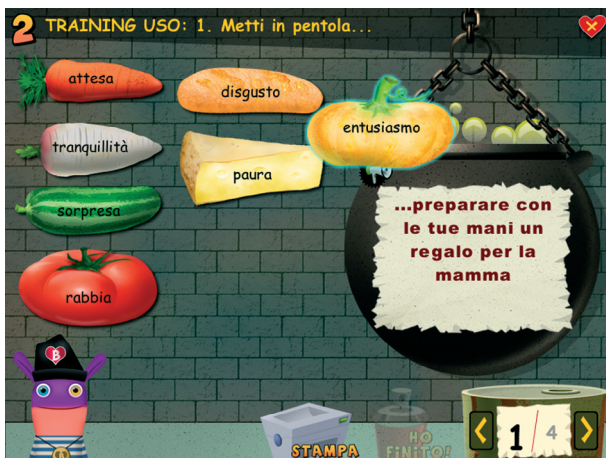 2 TRAINING USO: 1. Metti in pentola...
attesa
disgusto
entusiasmo
tranquillità
paura
sorpresa
rabbia
...preparare con
le tue mani un
regalo per la
mamma
B
STAMPA
HO
FINITO!
1/4